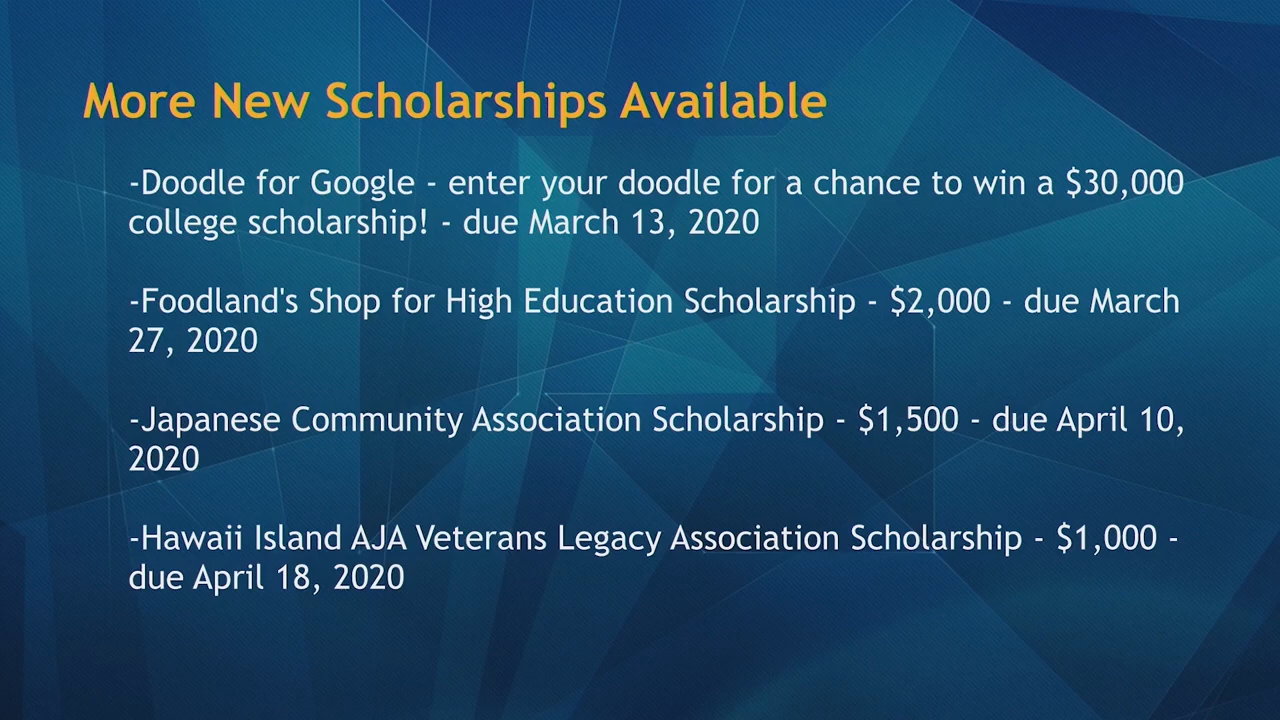 More New Scholarships Available
-Doodle for Google - enter your doodle for a chance to win a $30,000
college scholarship! - due March 13, 2020
-Foodland's Shop for High Education Scholarship - $2,000 - due March
27, 2020
-Japanese Community Association Scholarship - $1,500 - due April 10,
2020
-Hawaii Island AJA Veterans Legacy Association Scholarship - $1,000 -
due April 18, 2020